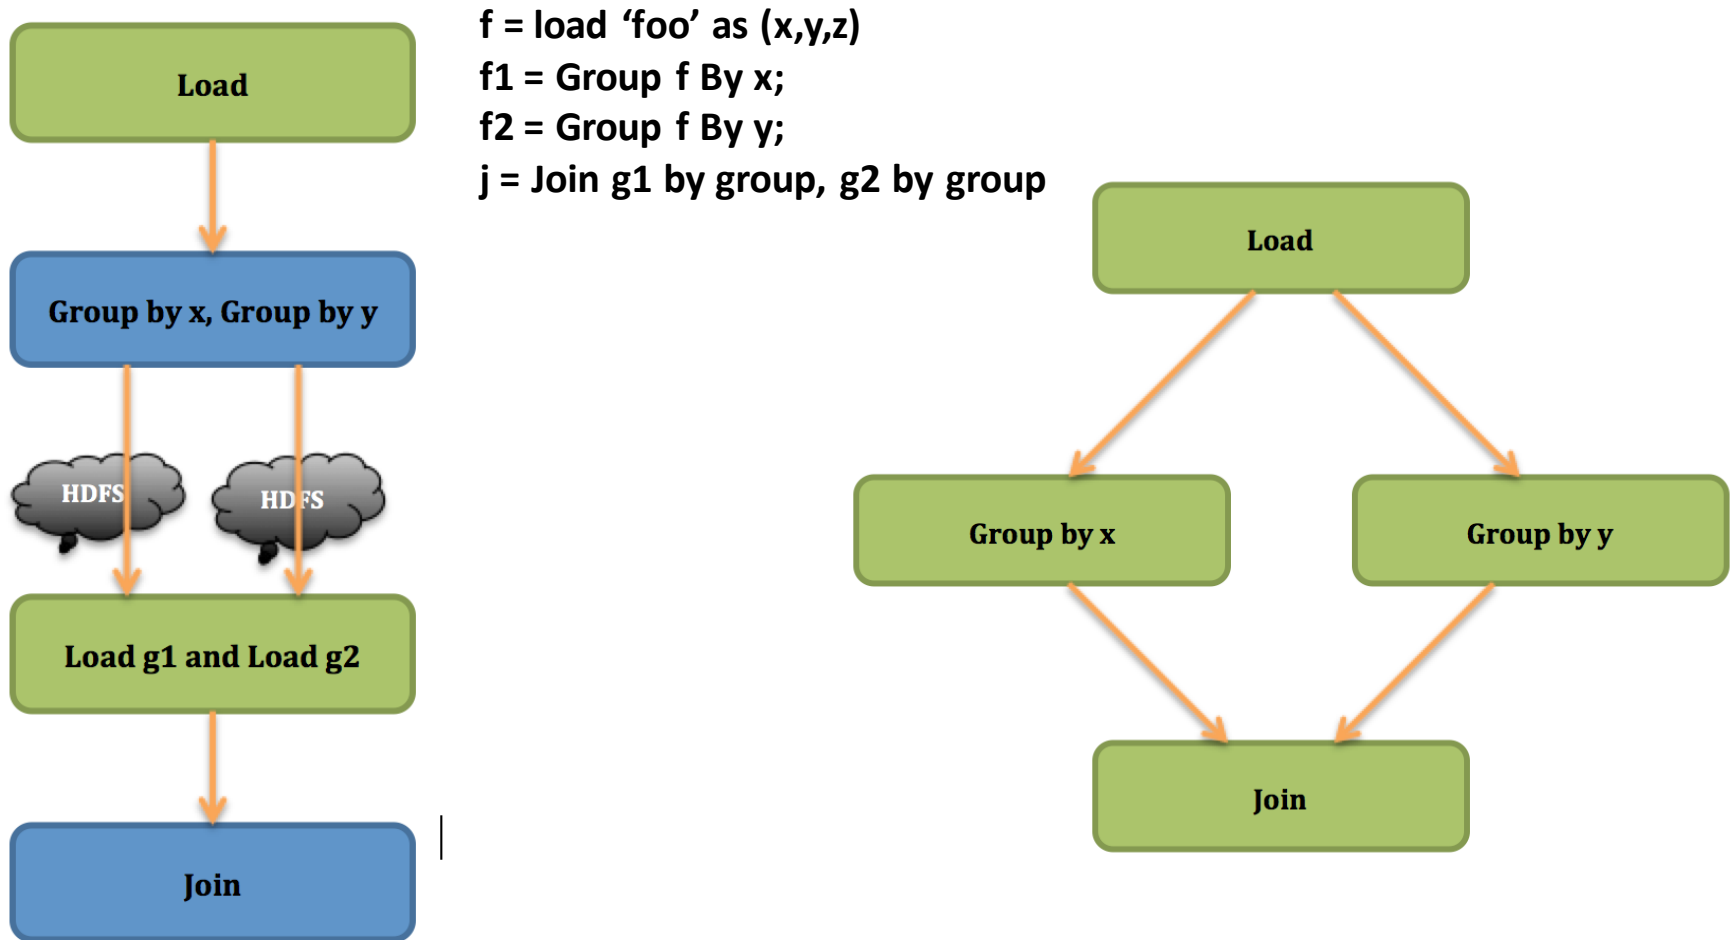 f = load ‘foo’ as (x,y,z)
f1 = Group f By x;
f2 = Group f By y;
j = Join g1 by group, g2 by group
Load
Group by x, Group by y
HDFS
HDFS
Load g1 and Load g2
Join
Load
Group by x
Group by y
Join